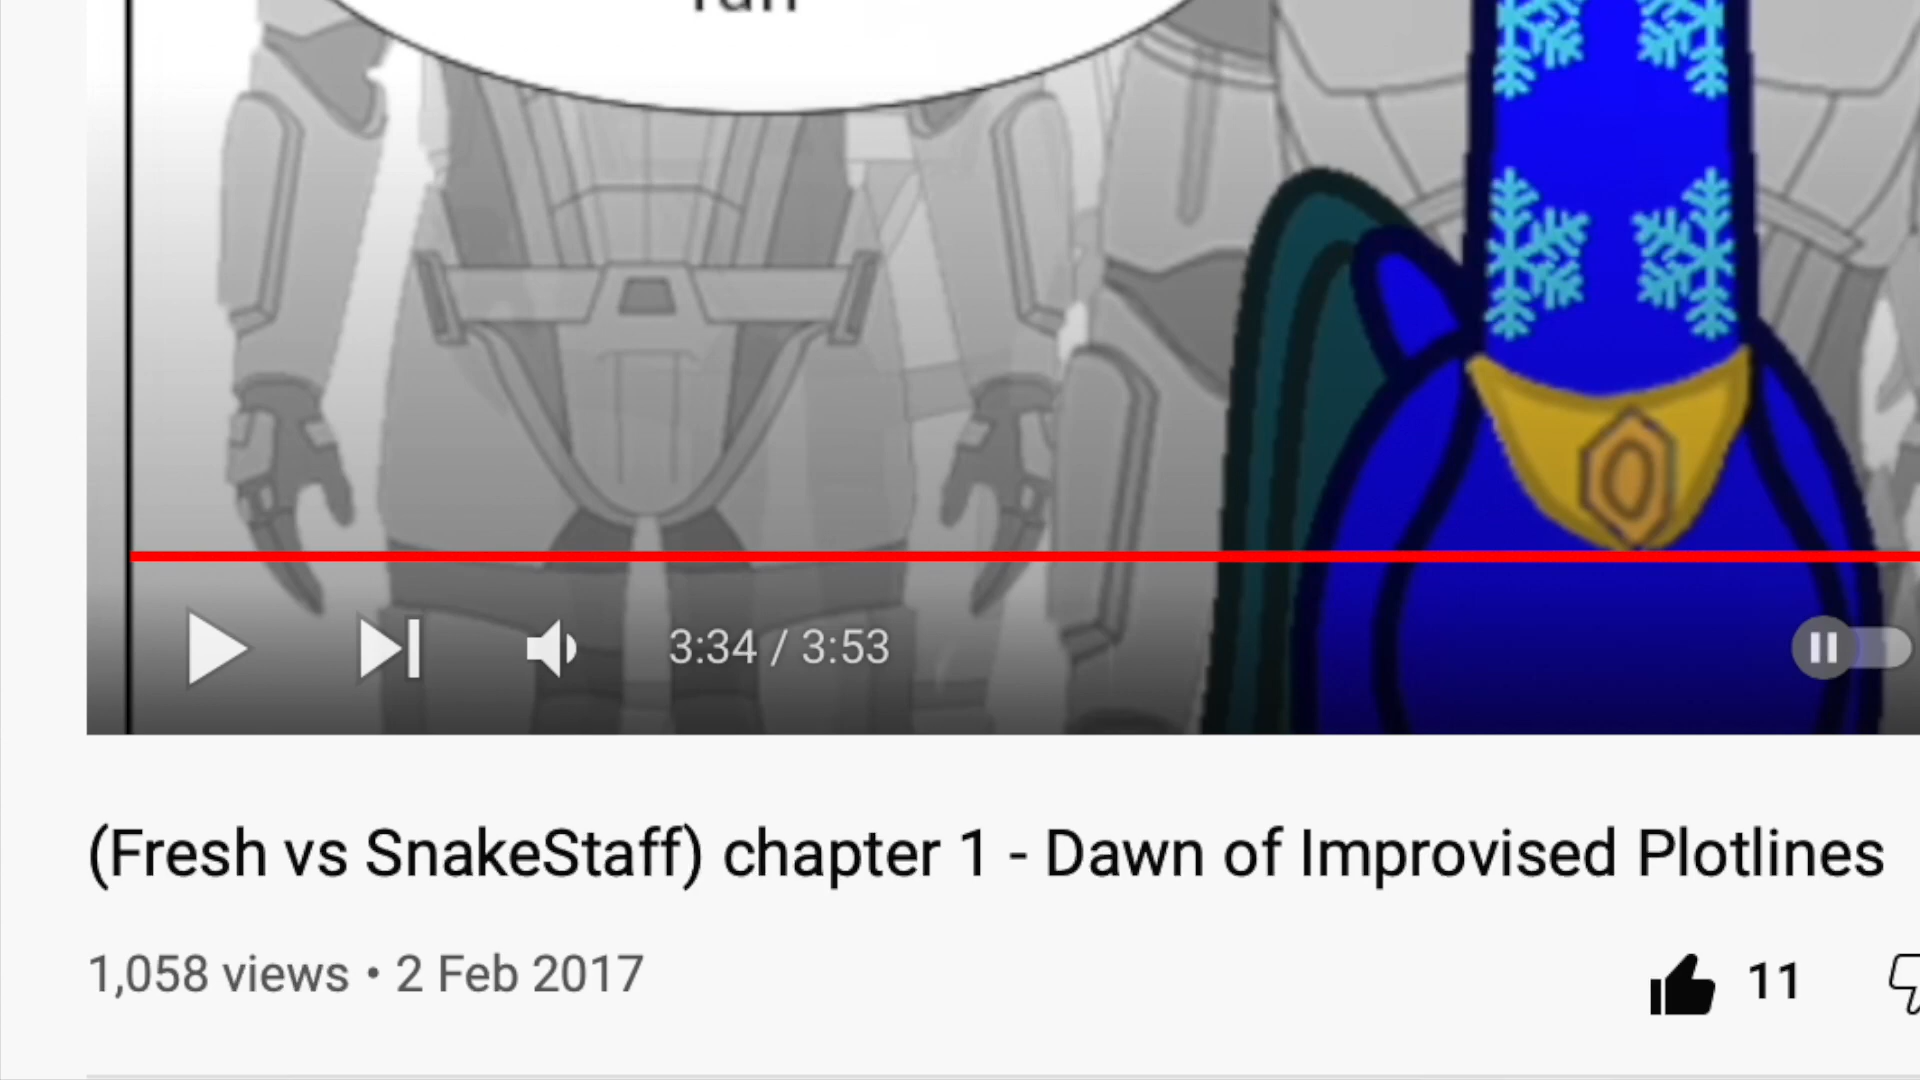 3:34 / 3:53
(Fresh vs SnakeStaff) chapter 1 - Dawn of Improvised Plotlines
1,058 views • 2 Feb 2017
11